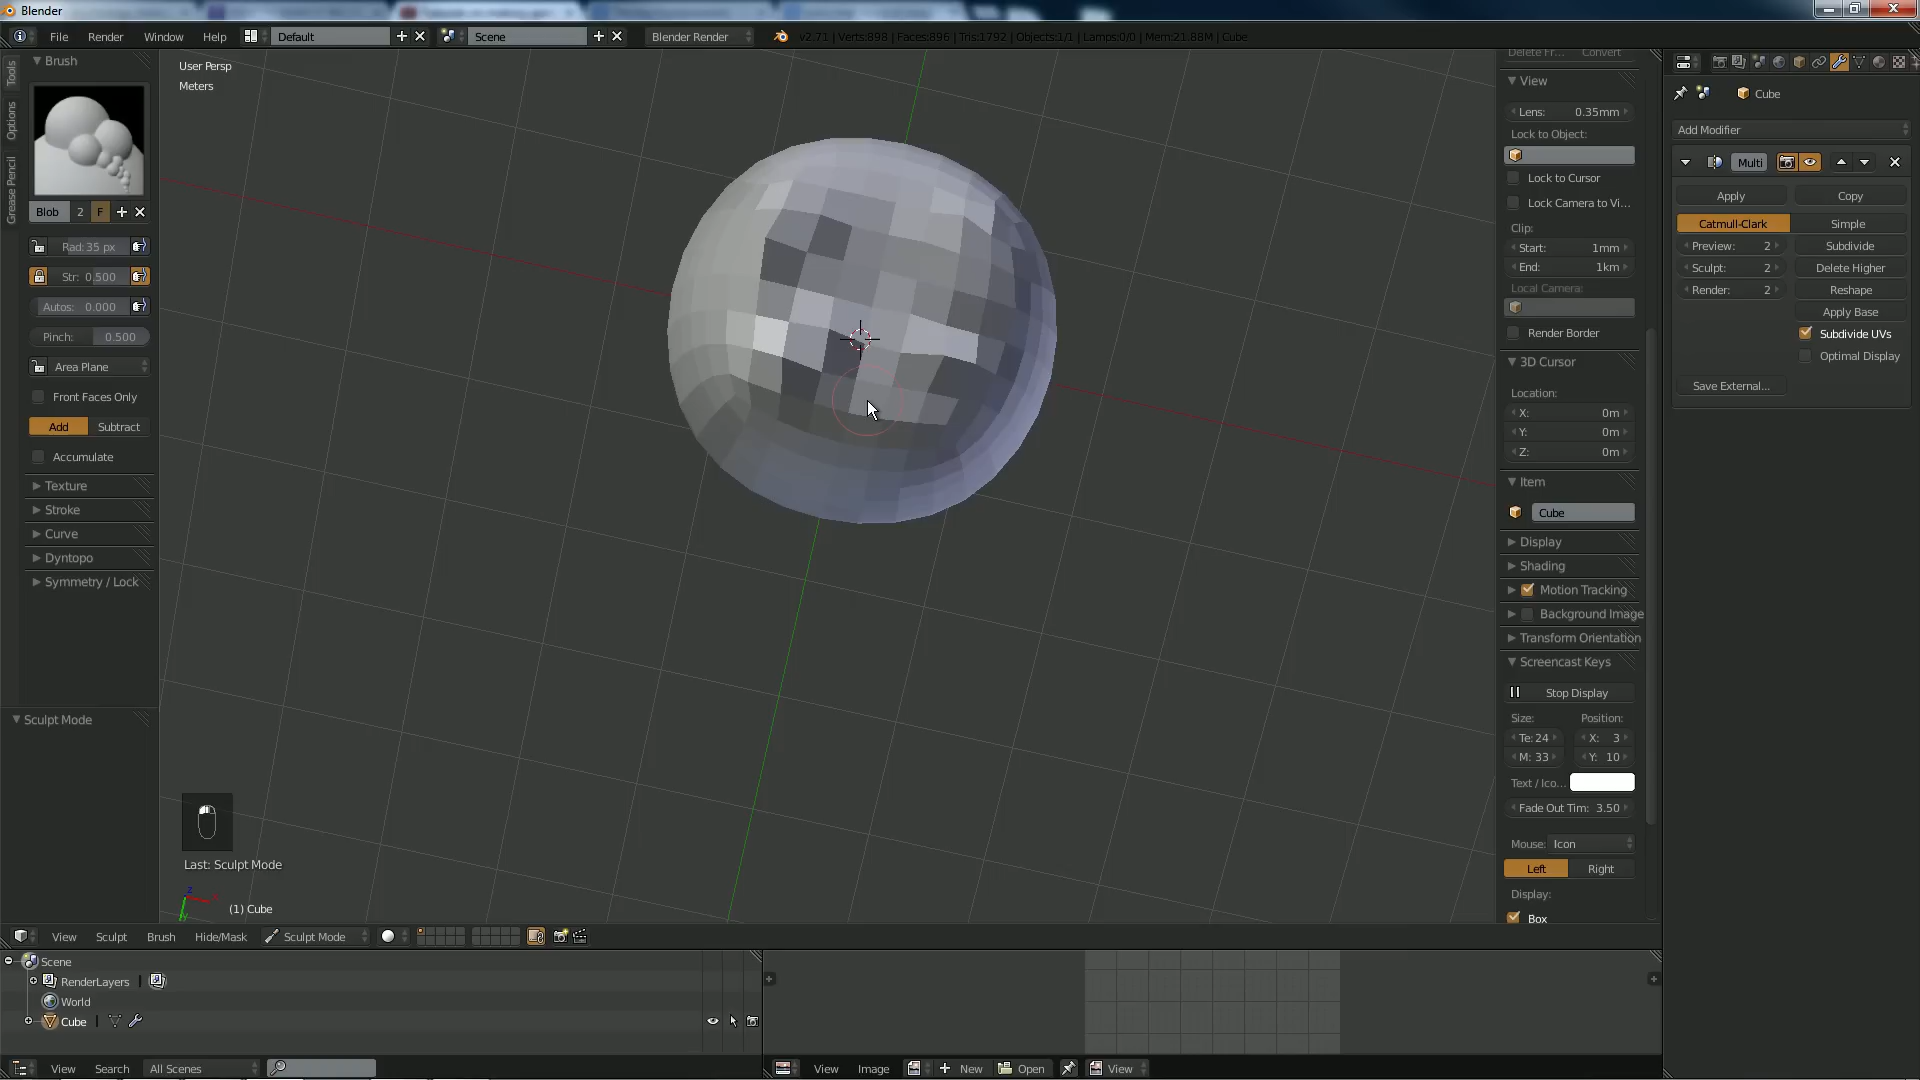 Blender
File Render Window Help Default Scene Blender Render v2.71 | Verts:898 | Faces:896 | Tris:1792 | Objects:1/1 | Lamps:0/0 | Mem:21.88M | Cube
Tools
Options
Grease Pencil
Brush
Blob 2 F
Rad: 35 px
Str: 0.500
Autos: 0.000
Pinch: 0.500
Area Plane
Front Faces Only
Add Subtract
Accumulate
Texture
Stroke
Curve
Dyntopo
Symmetry / Lock
Sculpt Mode
User Persp
Meters
Last: Sculpt Mode
z
(1) Cube
Delete Fr... Convert
View
Lens: 0.35mm
Lock to Object:
Lock to Cursor
Lock Camera to Vi...
Clip:
Start: 1mm
End: 1km
Local Camera:
Render Border
3D Cursor
Location:
X: 0m
Y: 0m
Z: 0m
Item
Cube
Display
Shading
Motion Tracking
Background Image
Transform Orientation
Screencast Keys
Stop Display
Size: Position:
Te: 24 X: 3
M: 33 Y: 10
Text / Ico...
Fade Out Tim: 3.50
Mouse: Icon
Left Right
Display:
Box
Cube
Add Modifier
Multi
Apply Copy
Catmull-Clark Simple
Preview: 2 Subdivide
Sculpt: 2 Delete Higher
Render: 2 Reshape
Apply Base
Subdivide UVs
Optimal Display
Save External...
View Sculpt Brush Hide/Mask Sculpt Mode
Scene
RenderLayers |
World
Cube |
View Search All Scenes
View Image New Open View